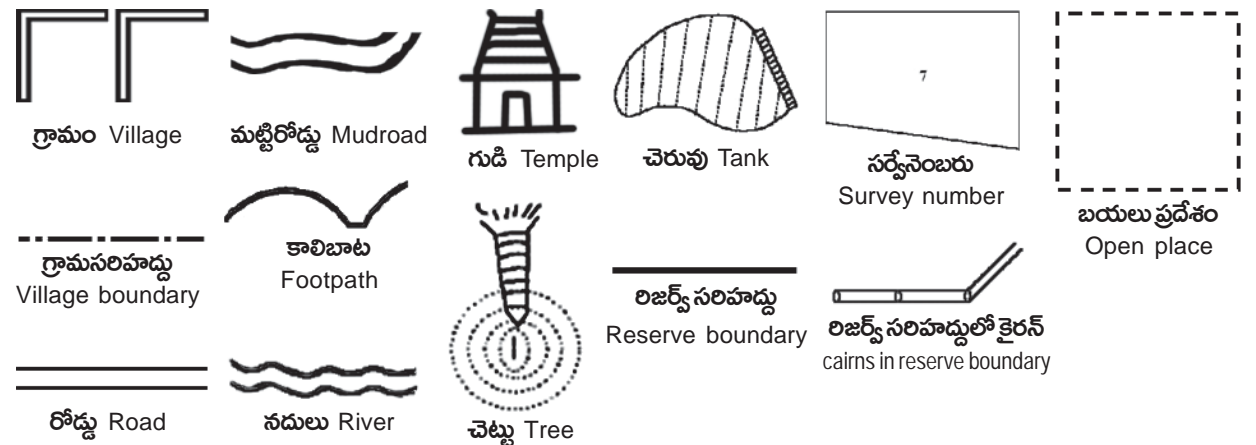 గ్రామం Village
మట్టిరోడ్డు Mudroad
గుడి Temple
చెరువు Tank
7
సర్వేనెంబరు
Survey number
బయలు ప్రదేశం
Open place
గ్రామసరిహద్దు
Village boundary
కాలిబాట
Footpath
చెట్టు Tree
రిజర్వ్ సరిహద్దు
Reserve boundary
రిజర్వ్ సరిహద్దులో కైరన్
cairns in reserve boundary
రోడ్డు Road
నదులు River